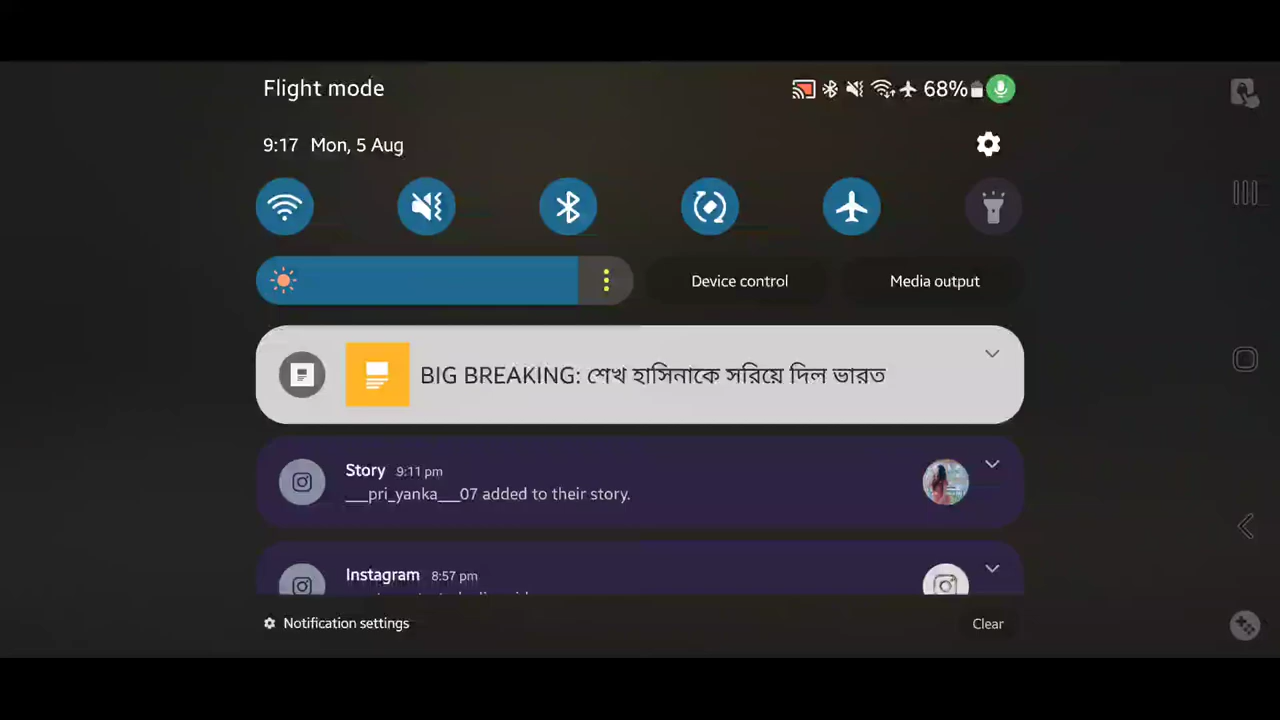 Flight mode
68%
9:17 Mon, 5 Aug
Device control
Media output
BIG BREAKING: শেখ হাসিনাকে সরিয়ে দিল ভারত
Story 9:11 pm
___pri_yanka___07 added to their story.
Instagram 8:57 pm
Notification settings
Clear